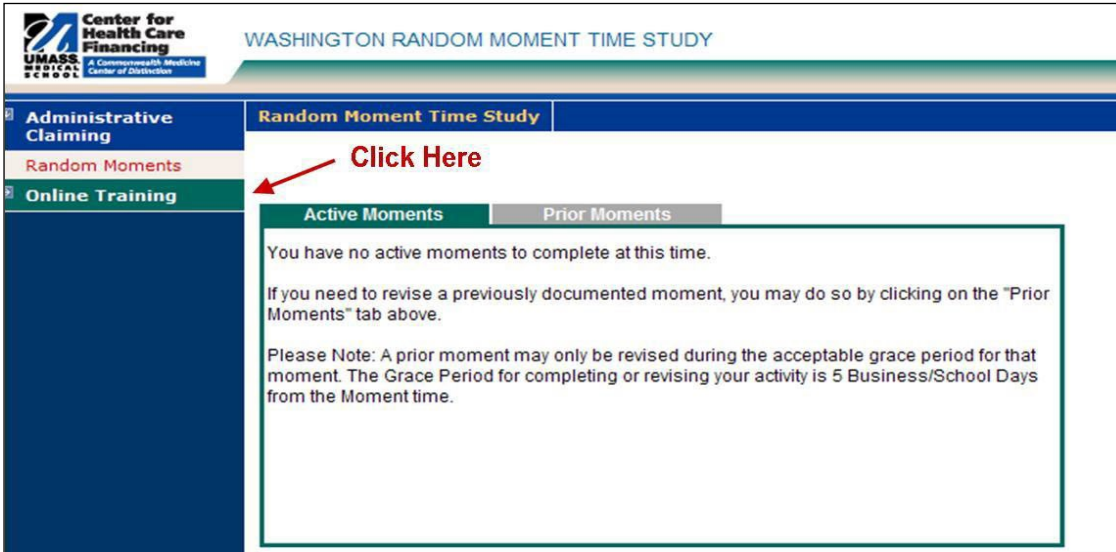 Center for
Health Care
Financing
UMASS
MEDICAL
SCHOOL
A Commonwealth Medicine
Center of Distinction
WASHINGTON RANDOM MOMENT TIME STUDY
Administrative
Claiming
Random Moments
Online Training
Random Moment Time Study
Click Here
Active Moments
Prior Moments
You have no active moments to complete at this time.
If you need to revise a previously documented moment, you may do so by clicking on the "Prior
Moments" tab above.
Please Note: A prior moment may only be revised during the acceptable grace period for that
moment. The Grace Period for completing or revising your activity is 5 Business/School Days
from the Moment time.